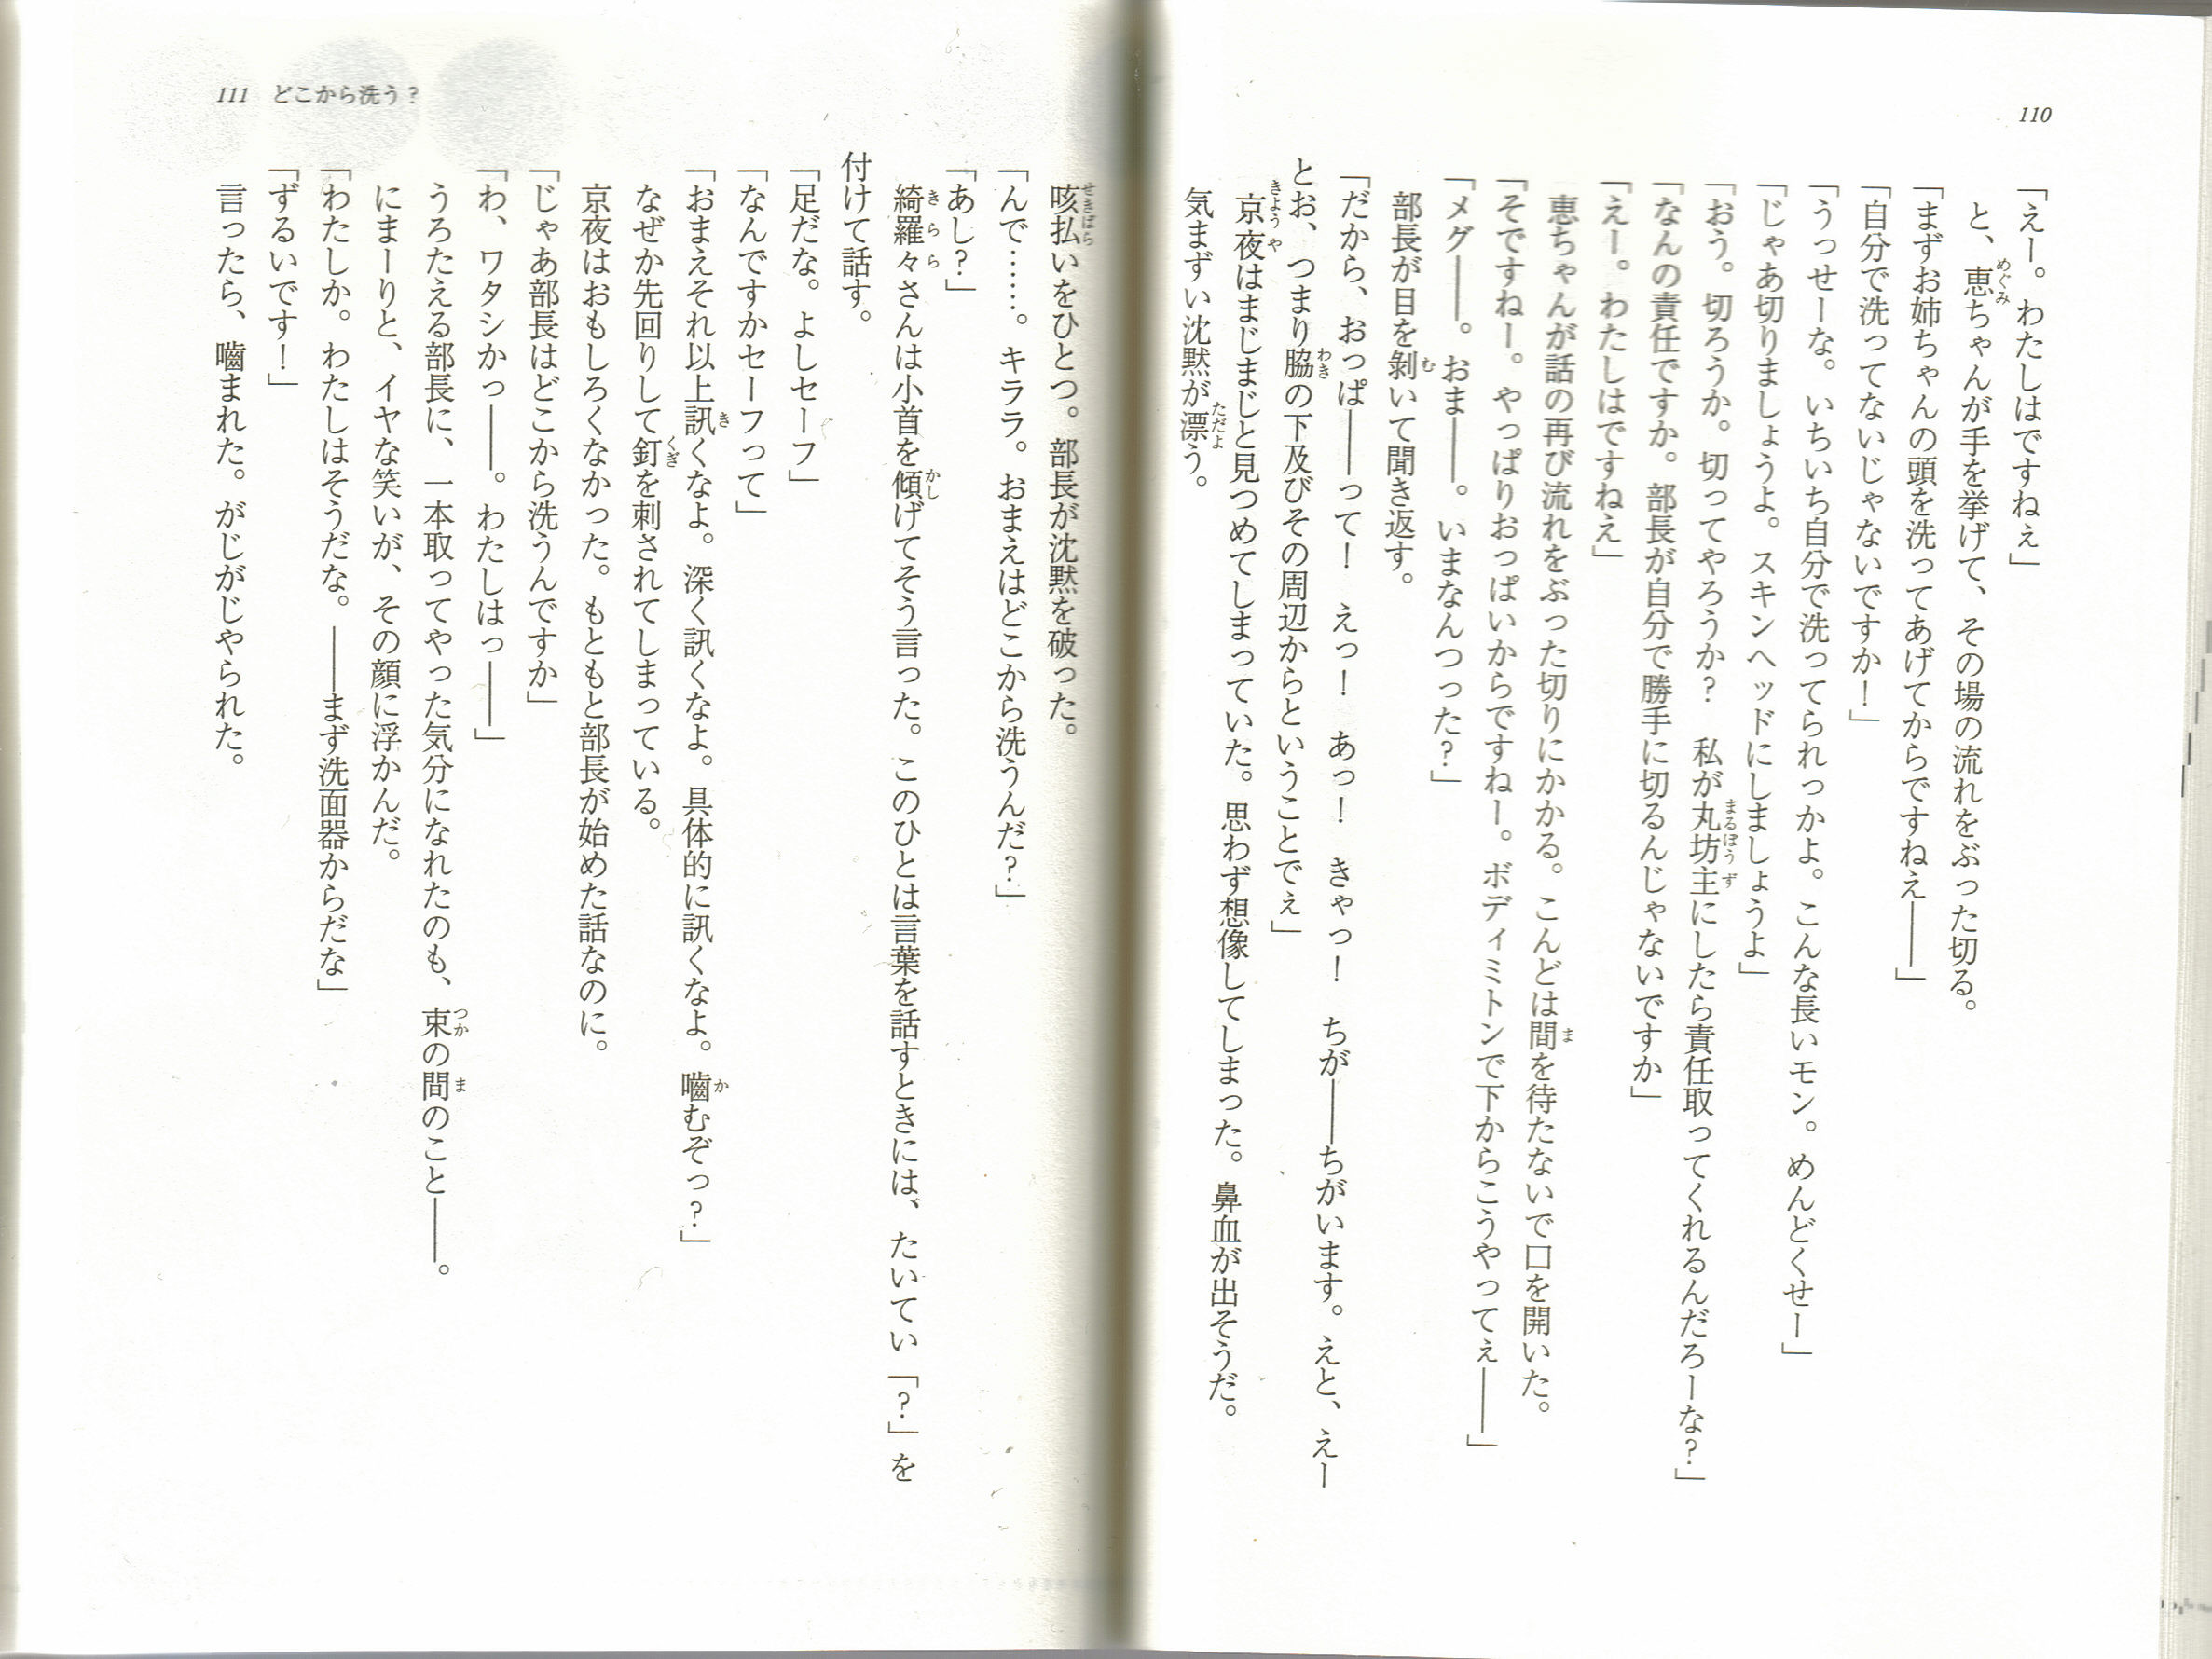 110
「えー。わたしはですねぇ」
と、恵ちゃんが手を挙げて、その場の流れをぶった切る。
「まずお姉ちゃんの頭を洗ってあげてからですねえ――」
「自分で洗ってないじゃないですか！」
「うっせーな。いちいち自分で洗ってられっかよ。こんな長いモン。めんどくせー」
「じゃあ切りましょうよ。スキンヘッドにしましょうよ」
「おう。切ろうか。切ってやろうか？　私が丸坊主にしたら責任取ってくれるんだろーな？」
「なんの責任ですか。部長が自分で勝手に切るんじゃないですか」
「えー。わたしはですねえ」
恵ちゃんが話の再び流れをぶった切りにかかる。こんどは間を待たないで口を開いた。
「そですねー。やっぱりおっぱいからですねー。ボディミトンで下からこうやってぇ――」
「メグ――。おま――。いまなんつった？」
部長が目を剝いて聞き返す。
「だから、おっぱ――って！　えっ！　あっ！　きゃっ！　ちが――ちがいます。えと、えー
とお、つまり脇の下及びその周辺からということでぇ」
京夜はまじまじと見つめてしまっていた。思わず想像してしまった。鼻血が出そうだ。
気まずい沈黙が漂う。
111　どこから洗う？
咳払いをひとつ。部長が沈黙を破った。
「んで……。キララ。おまえはどこから洗うんだ？」
「あし？」
綺羅々さんは小首を傾げてそう言った。このひとは言葉を話すときには、たいてい「？」を
付けて話す。
「足だな。よしセーフ」
「なんですかセーフって」
「おまえそれ以上訊くなよ。深く訊くなよ。具体的に訊くなよ。嚙むぞっ？」
なぜか先回りして釘を刺されてしまっている。
京夜はおもしろくなかった。もともと部長が始めた話なのに。
「じゃあ部長はどこから洗うんですか」
「わ、ワタシかっ――。わたしはっ――」
うろたえる部長に、一本取ってやった気分になれたのも、束の間のこと――。
にまーりと、イヤな笑いが、その顔に浮かんだ。
「わたしか。わたしはそうだな。――まず洗面器からだな」
「ずるいです！」
言ったら、嚙まれた。がじがじやられた。